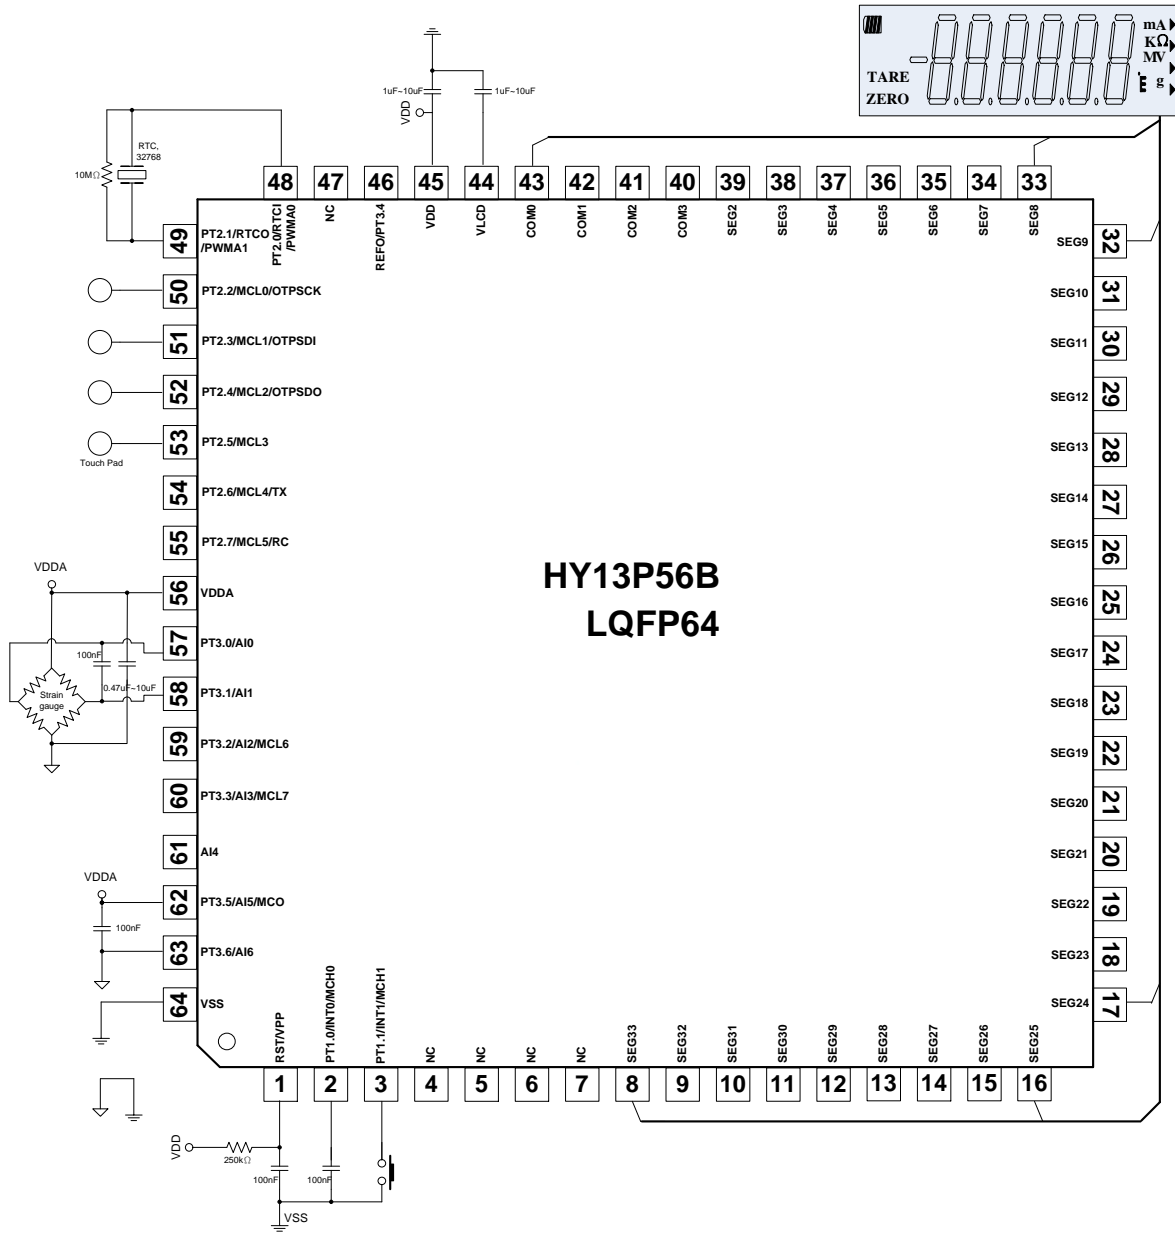 mA
KΩ
MV
TARE
g
ZERO
1uF~10uF
1uF~10uF
VDD
RTC,
32768
10MΩ
48
47
46
45
44
43
42
41
40
39
38
37
36
35
34
33
PT2.0/RTCI
/PWMA0
NC
REFO/PT3.4
VDD
VLCD
COM0
COM1
COM2
COM3
SEG2
SEG3
SEG4
SEG5
SEG6
SEG7
SEG8
49
PT2.1/RTCO
/PWMA1
50
PT2.2/MCL0/OTPSCK
51
PT2.3/MCL1/OTPSDI
52
PT2.4/MCL2/OTPSDO
53
PT2.5/MCL3
Touch Pad
54
PT2.6/MCL4/TX
55
PT2.7/MCL5/RC
VDDA
56
VDDA
57
PT3.0/AI0
100nF
0.47uF~10uF
Strain
gauge
58
PT3.1/AI1
59
PT3.2/AI2/MCL6
60
PT3.3/AI3/MCL7
61
AI4
VDDA
62
PT3.5/AI5/MCO
100nF
63
PT3.6/AI6
64
VSS
HY13P56B
LQFP64
SEG9
32
SEG10
31
SEG11
30
SEG12
29
SEG13
28
SEG14
27
SEG15
26
SEG16
25
SEG17
24
SEG18
23
SEG19
22
SEG20
21
SEG21
20
SEG22
19
SEG23
18
SEG24
17
RST/VPP
PT1.0/INT0/MCH0
PT1.1/INT1/MCH1
NC
NC
NC
NC
SEG33
SEG32
SEG31
SEG30
SEG29
SEG28
SEG27
SEG26
SEG25
1
2
3
4
5
6
7
8
9
10
11
12
13
14
15
16
VDD
250kΩ
100nF
100nF
VSS